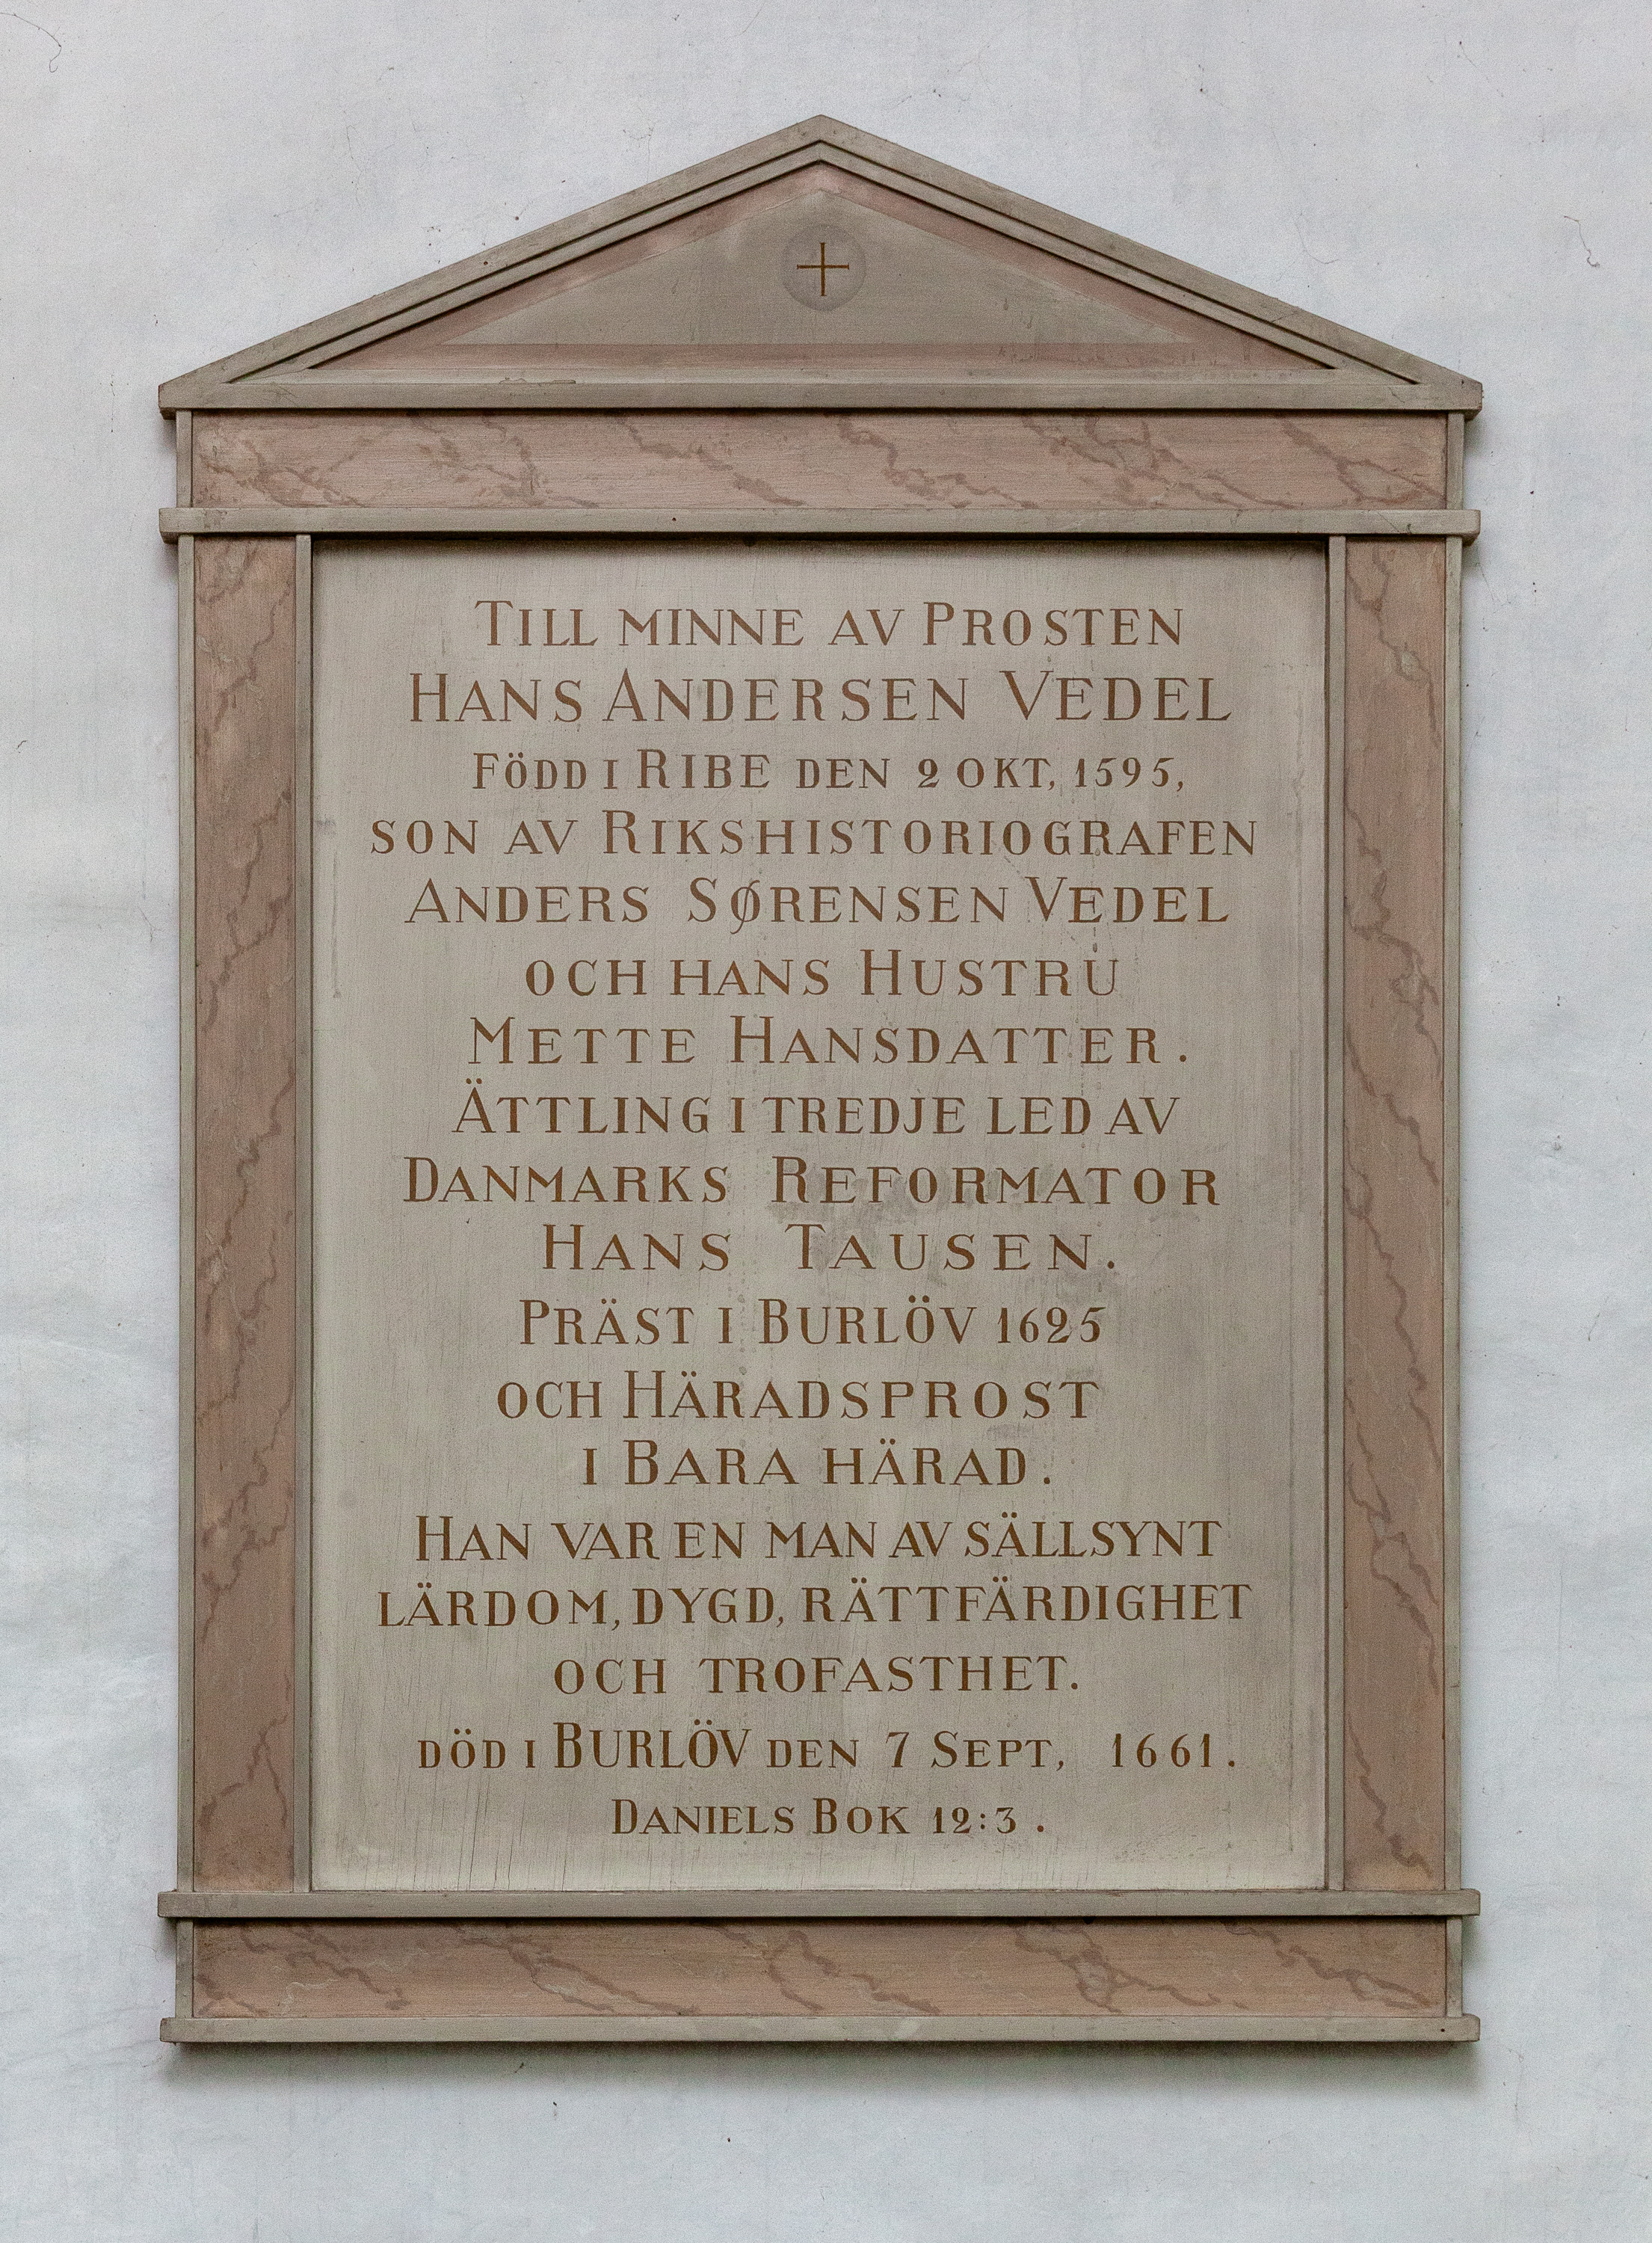 TILL MINNE AV PROSTEN
HANS ANDERSEN VEDEL
FÖDD I RIBE DEN 2 OKT, 1595,
SON AV RIKSHISTORIOGRAFEN
ANDERS SØRENSEN VEDEL
OCH HANS HUSTRU
METTE HANSDATTER.
ÄTTLING I TREDJE LED AV
DANMARKS REFORMATOR
HANS TAUSEN.
PRÄST I BURLÖV 1625
OCH HÄRADSPROST
I BARA HÄRAD.
HAN VAR EN MAN AV SÄLLSYNT
LÄRDOM, DYGD, RÄTTFÄRDIGHET
OCH TROFASTHET.
DÖD I BURLÖV DEN 7 SEPT, 1661.
DANIELS BOK 12:3.